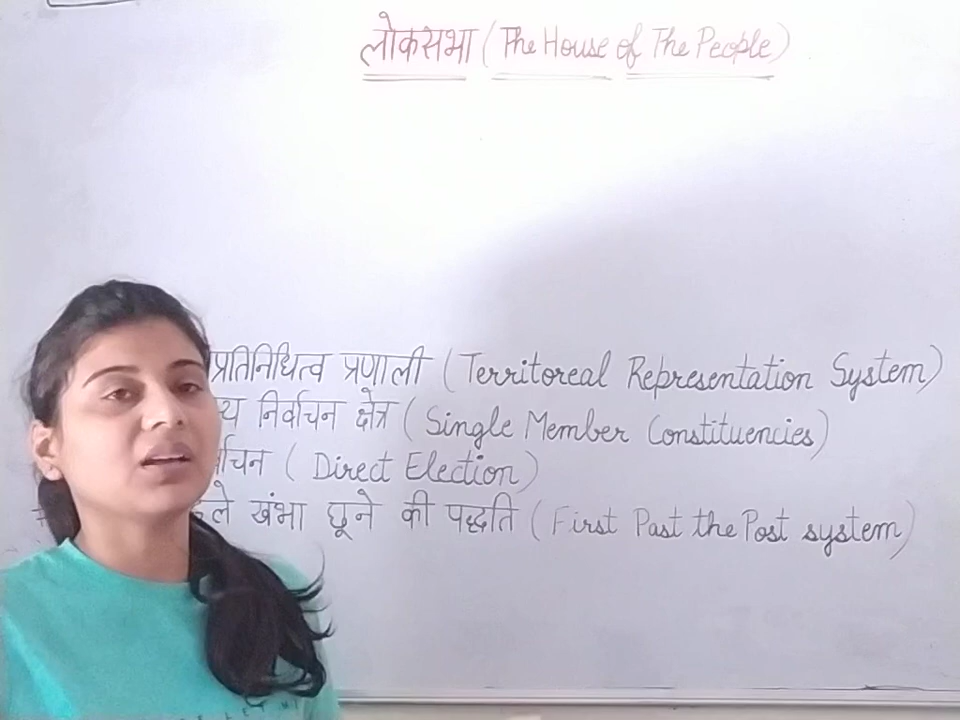 लोकसभा ( The House of The People )
प्रतिनिधित्व प्रणाली ( Territoreal Representation System )
निर्वाचन क्षेत्र ( Single Member Constituencies )
( Direct Election )
खंभा छूने की पद्धति ( First Past the Post system )